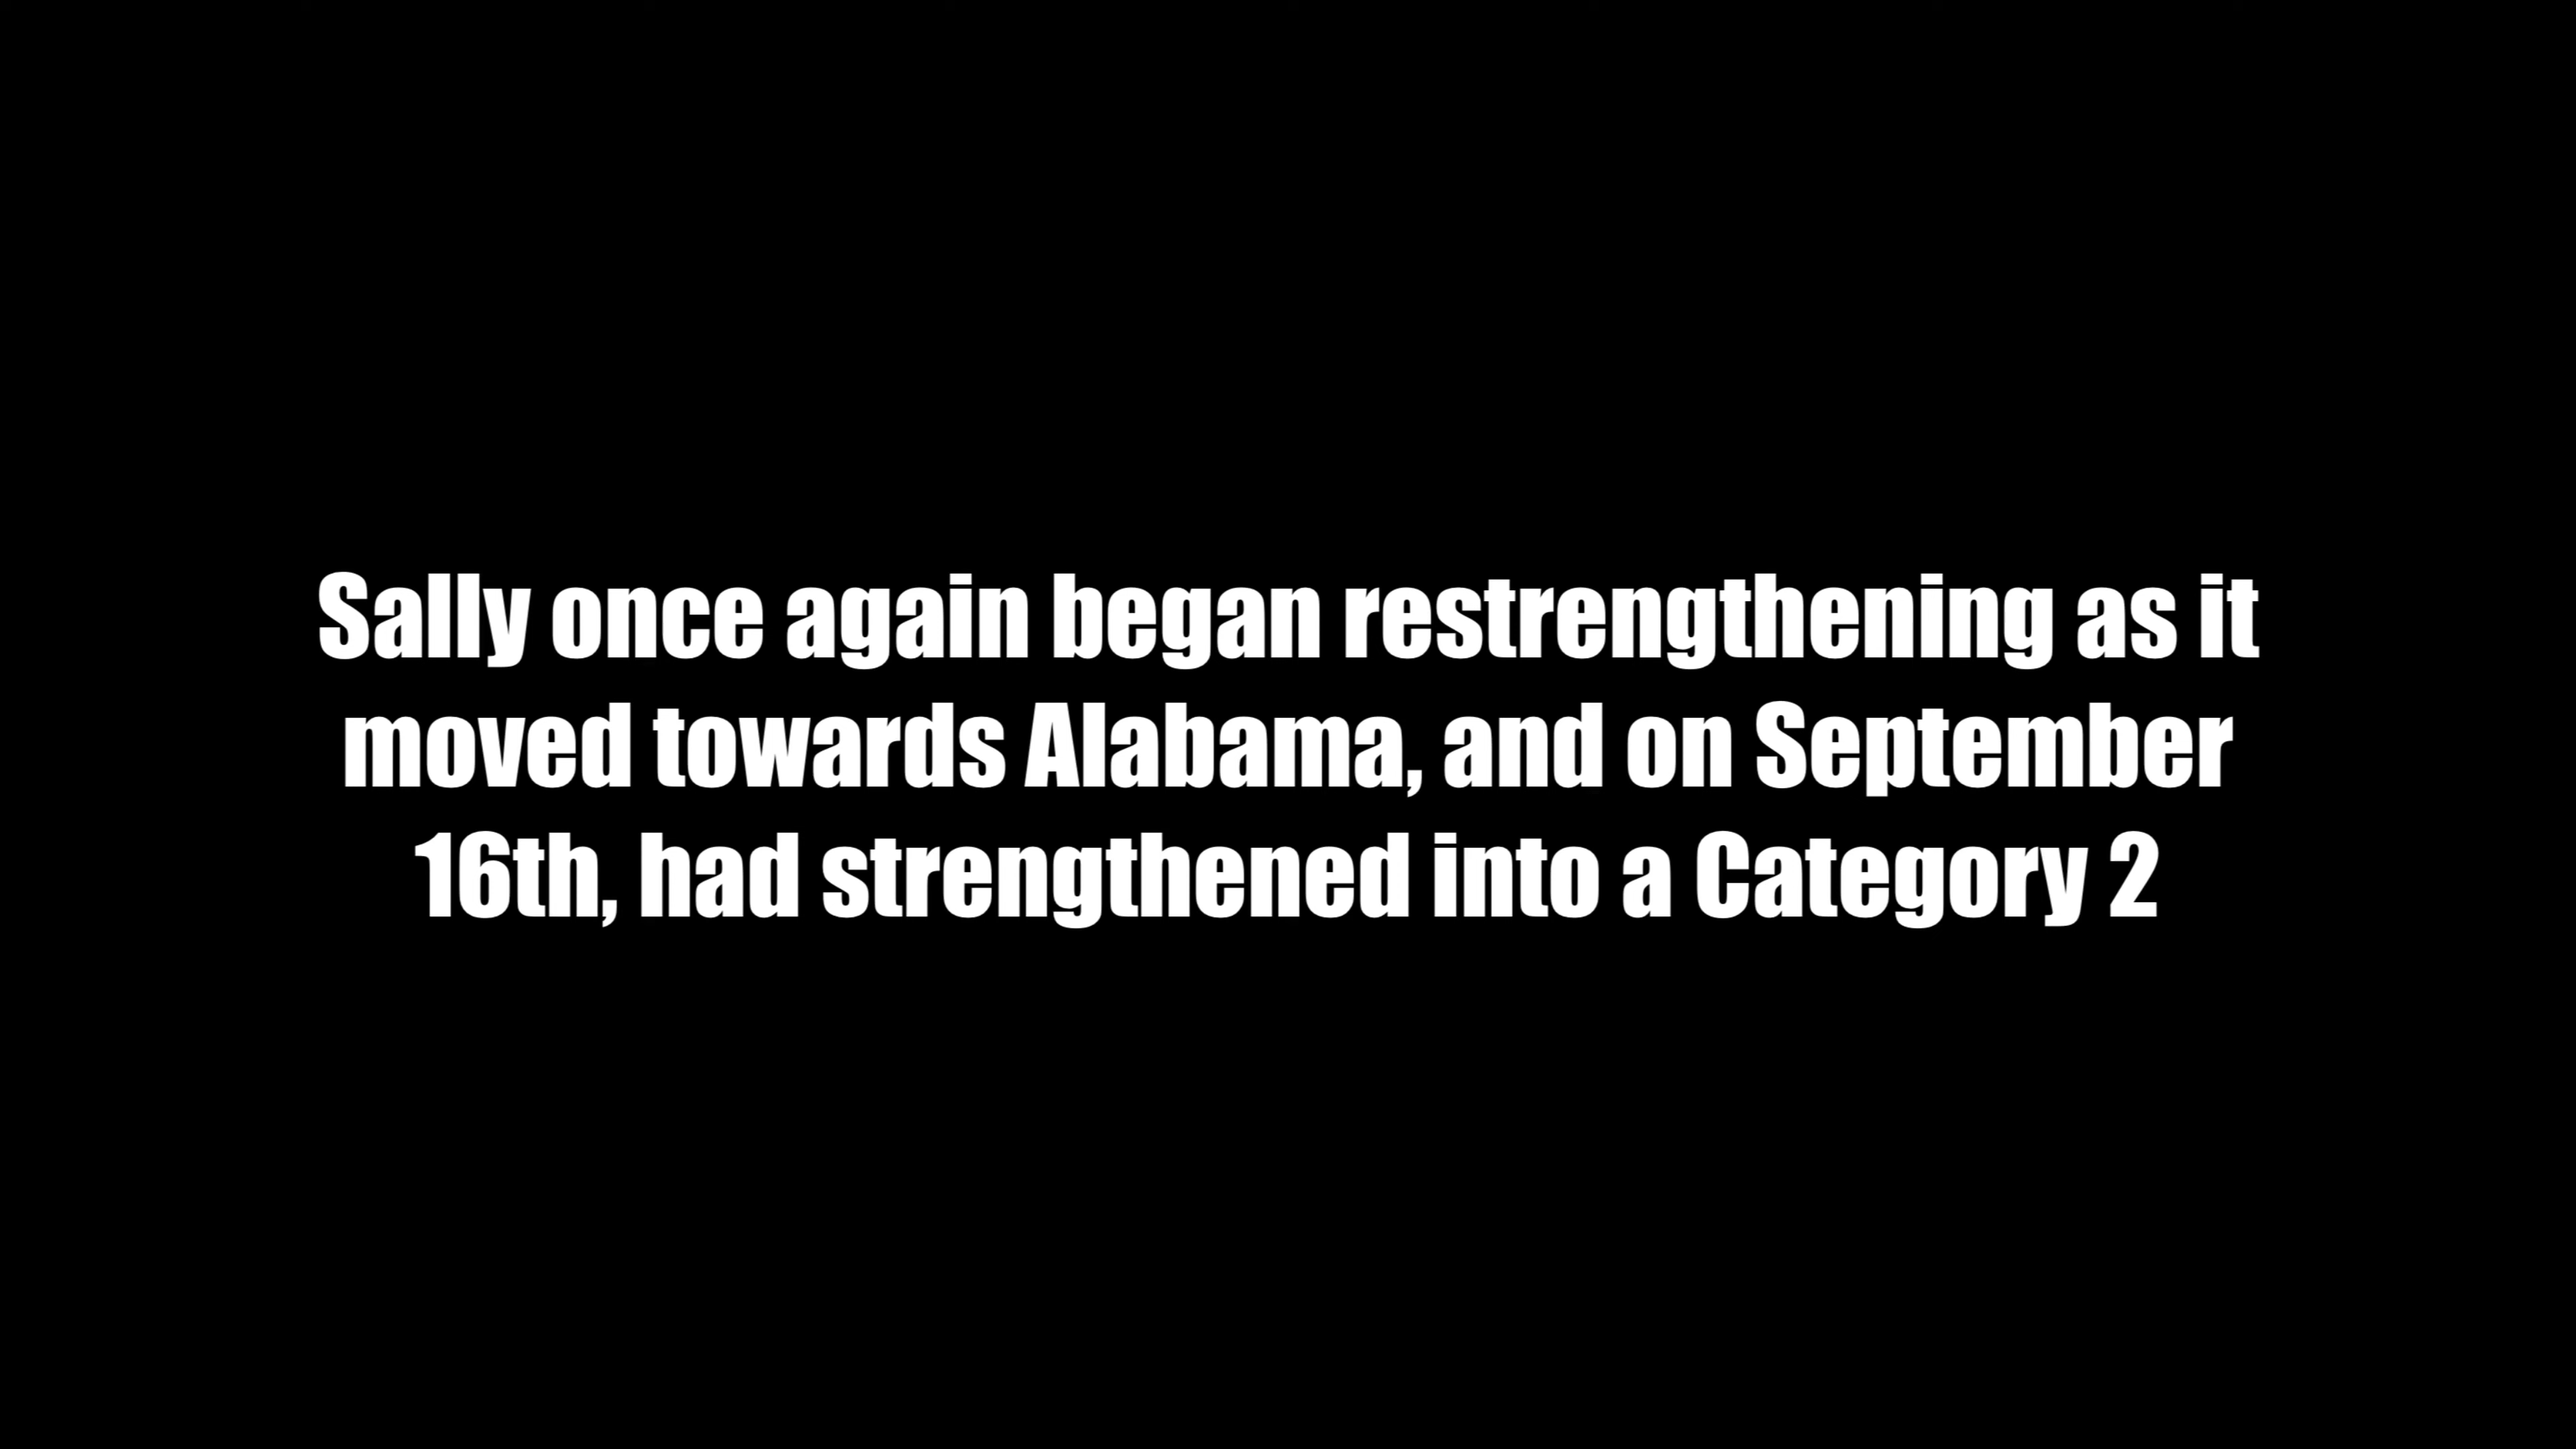 Sally once again began restrengthening as it
moved towards Alabama, and on September
16th, had strengthened into a Category 2